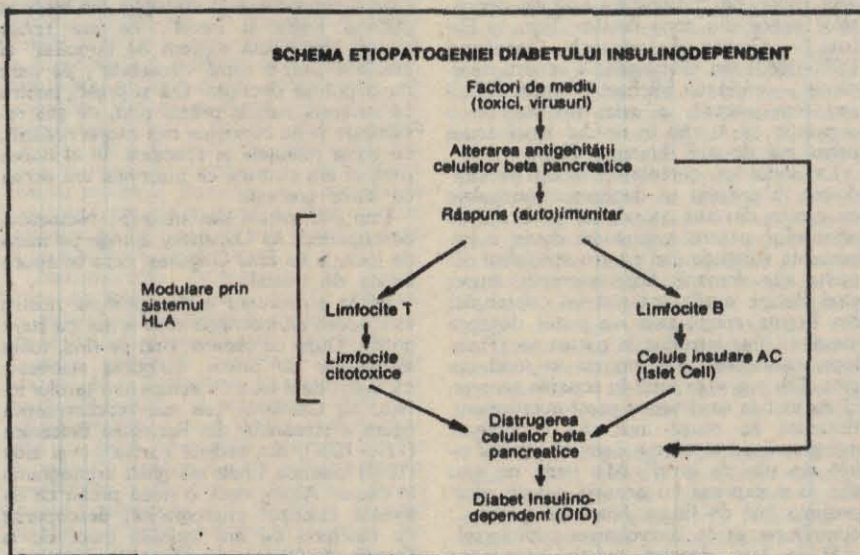 SCHEMA ETIOPATOGENIEI DIABETULUI INSULINODEPENDENT
Factori de mediu
(toxici, virusuri)
Alterarea antigenității
celulelor beta pancreatice
Răspuns (auto)imunitar
Modulare prin
sistemul
HLA
Limfocite T
Limfocite B
Limfocite
citotoxice
Celule insulare AC
(Islet Cell)
Distrugerea
celulelor beta
pancreatice
Diabet Insulino-
dependent (DID)